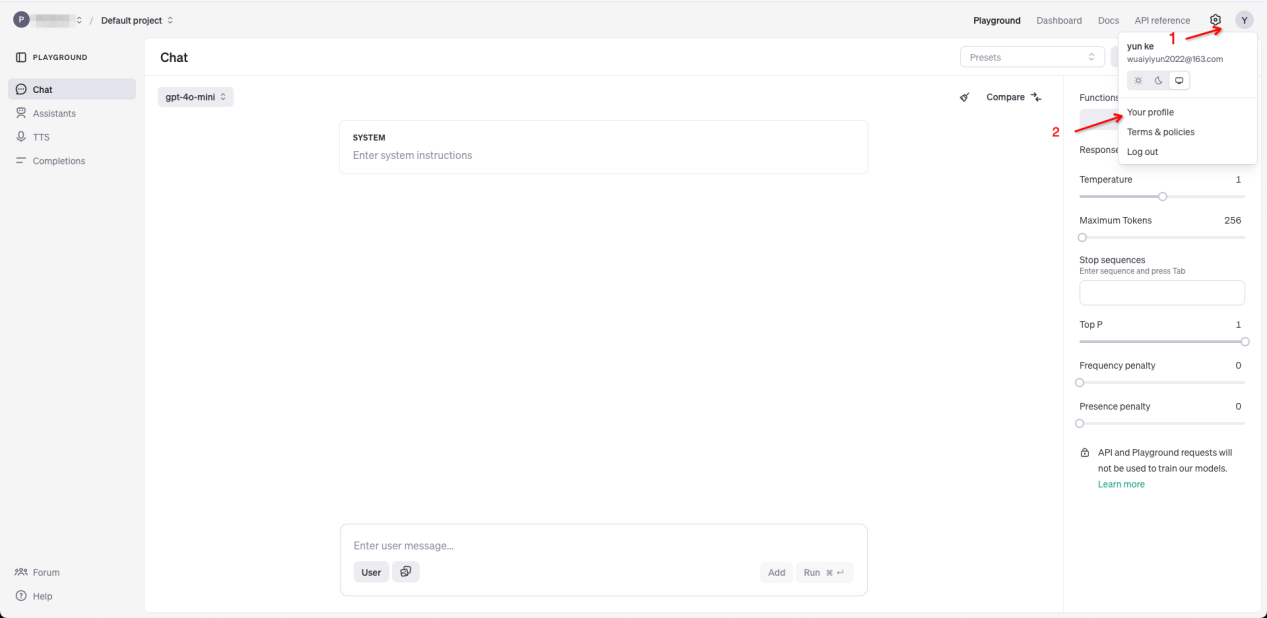 P
/ Default project
Playground
Dashboard
Docs
API reference
Y
PLAYGROUND
Chat
Assistants
TTS
Completions
Forum
Help
Chat
Presets
gpt-4o-mini
Compare
SYSTEM
Enter system instructions
Enter user message...
User
Add
Run ⌘ ↵
1
yun ke
wuaiyiyun2022@163.com
2
Your profile
Terms & policies
Log out
Functions
Response
Temperature 1
Maximum Tokens 256
Stop sequences
Enter sequence and press Tab
Top P 1
Frequency penalty 0
Presence penalty 0
API and Playground requests will
not be used to train our models.
Learn more